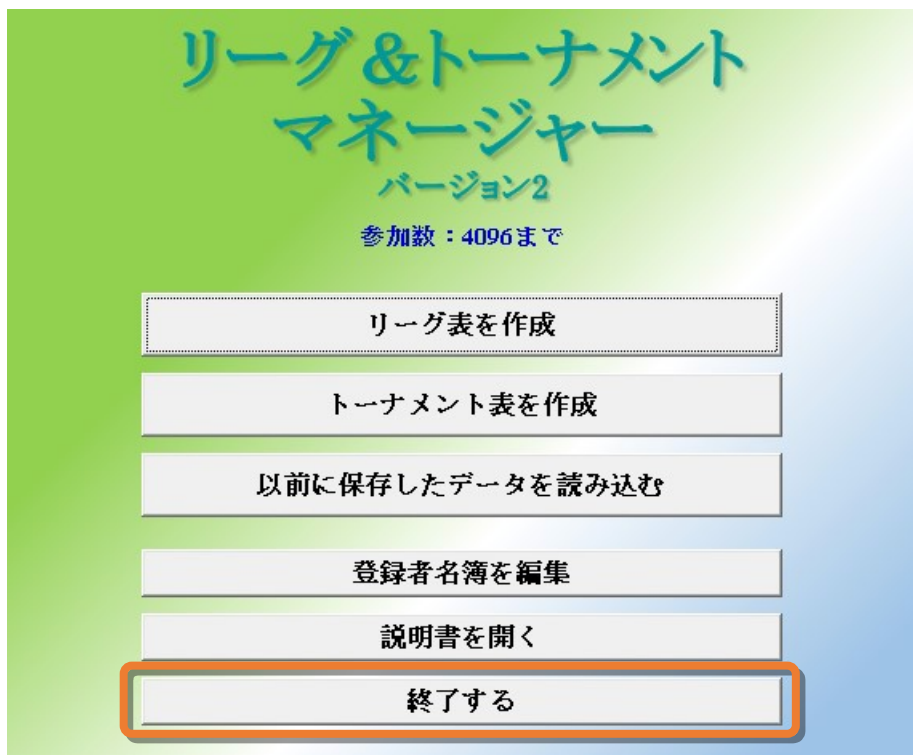 リーグ&トーナメント
マネージャー
バージョン2
参加数：4096まで
リーグ表を作成
トーナメント表を作成
以前に保存したデータを読み込む
登録者名簿を編集
説明書を開く
終了する